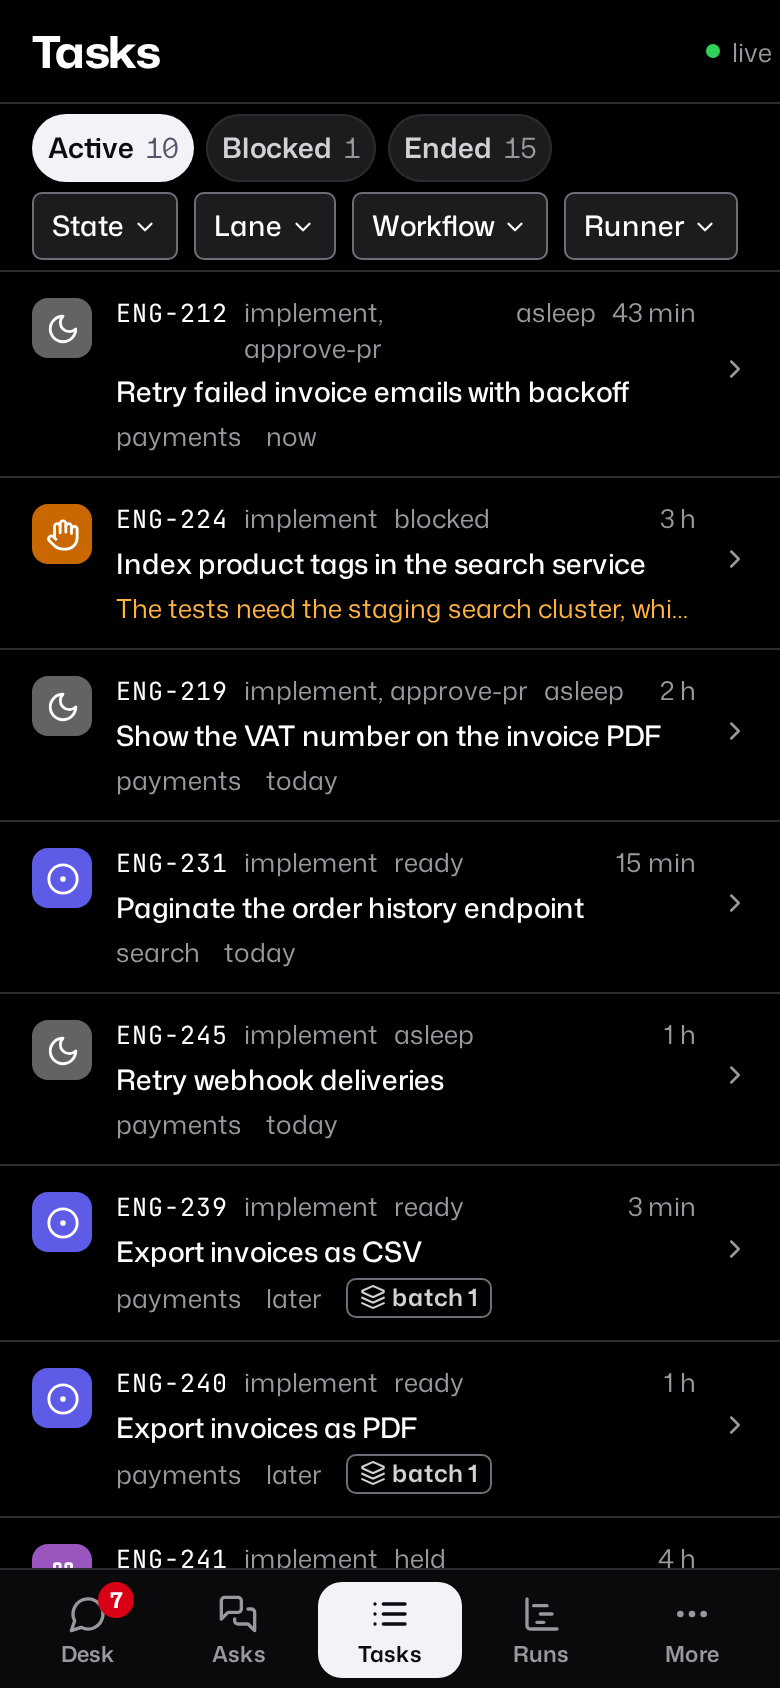 Tasks
live
Active 10
Blocked 1
Ended 15
State
Lane
Workflow
Runner
ENG-212 implement, asleep 43 min
approve-pr
Retry failed invoice emails with backoff
payments now
ENG-224 implement blocked 3 h
Index product tags in the search service
The tests need the staging search cluster, whi...
ENG-219 implement, approve-pr asleep 2 h
Show the VAT number on the invoice PDF
payments today
ENG-231 implement ready 15 min
Paginate the order history endpoint
search today
ENG-245 implement asleep 1 h
Retry webhook deliveries
payments today
ENG-239 implement ready 3 min
Export invoices as CSV
payments later batch 1
ENG-240 implement ready 1 h
Export invoices as PDF
payments later batch 1
ENG-241 implement held 4 h
7
Desk
Asks
Tasks
Runs
More